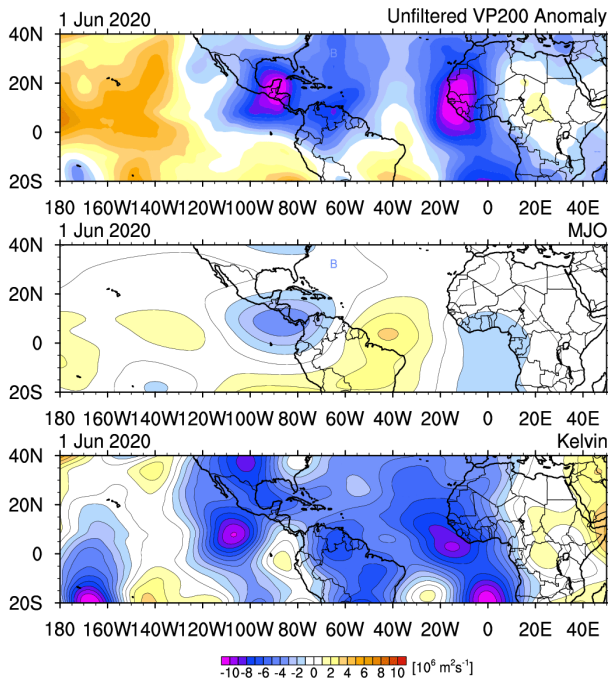 1 Jun 2020 Unfiltered VP200 Anomaly
40N
B
20N
0
20S
180 160W 140W 120W 100W 80W 60W 40W 20W 0 20E 40E
1 Jun 2020 MJO
40N
B
20N
0
20S
180 160W 140W 120W 100W 80W 60W 40W 20W 0 20E 40E
1 Jun 2020 Kelvin
40N
20N
0
20S
180 160W 140W 120W 100W 80W 60W 40W 20W 0 20E 40E
-10 -8 -6 -4 -2 0 2 4 6 8 10 [10⁶ m²s⁻¹]